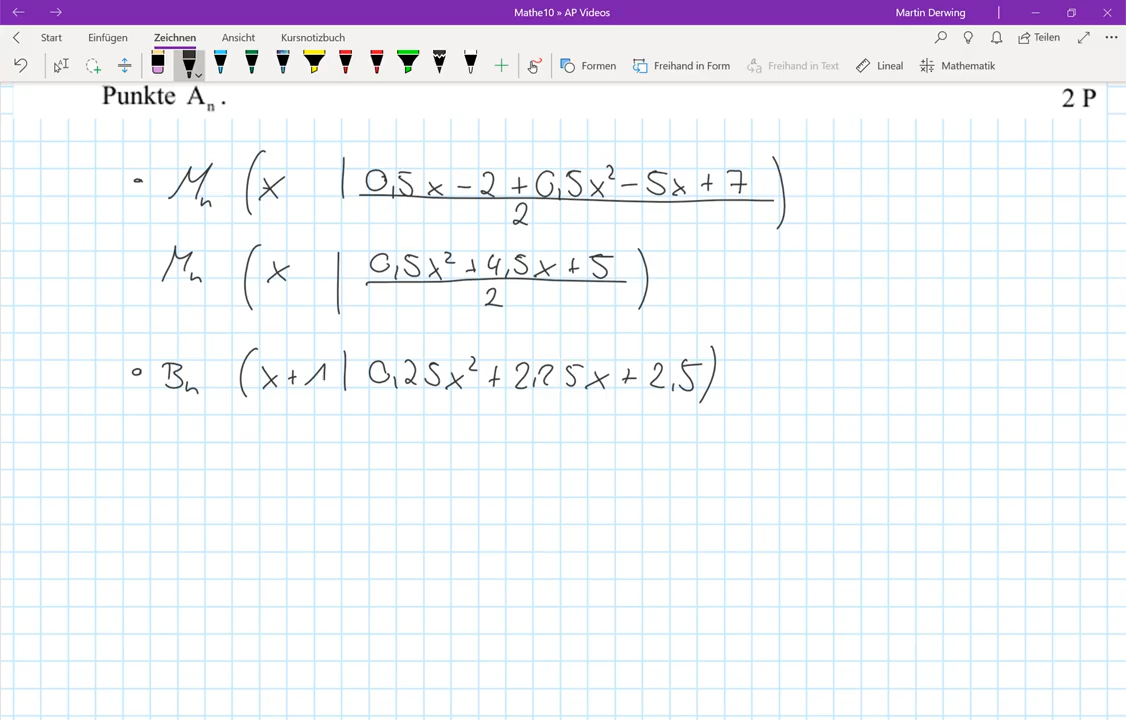 Mathe10 » AP Videos
Martin Derwing
Start Einfügen Zeichnen Ansicht Kursnotizbuch
Teilen
Formen Freihand in Form Freihand in Text Lineal Mathematik
Punkte Aₙ .
2 P
• Mₙ (x | (0,5x − 2 + 0,5x² − 5x + 7)/2)
Mₙ (x | (0,5x² + 4,5x + 5)/2)
• Bₙ (x + 1 | 0,25x² + 2,25x + 2,5)